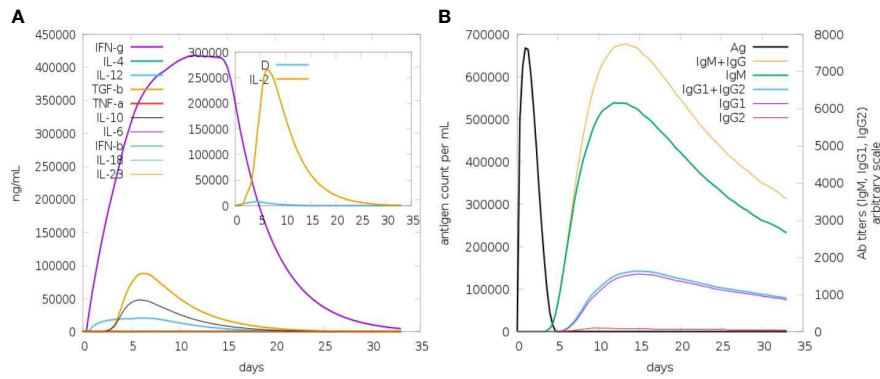 A
450000
400000
350000
300000
250000
200000
150000
100000
50000
0
ng/mL
IFN-g
IL-4
IL-12
TGF-b
TNF-a
IL-10
IL-6
IFN-b
IL-18
IL-23
0 5 10 15 20 25 30 35
days
300000
250000
200000
150000
100000
50000
0
D
IL-2
0 5 10 15 20 25 30 35
B
700000
600000
500000
400000
300000
200000
100000
0
antigen count per mL
Ag
IgM+IgG
IgM
IgG1+IgG2
IgG1
IgG2
8000
7000
6000
5000
4000
3000
2000
1000
0
Ab titers (IgM, IgG1, IgG2)
arbitrary scale
0 5 10 15 20 25 30 35
days